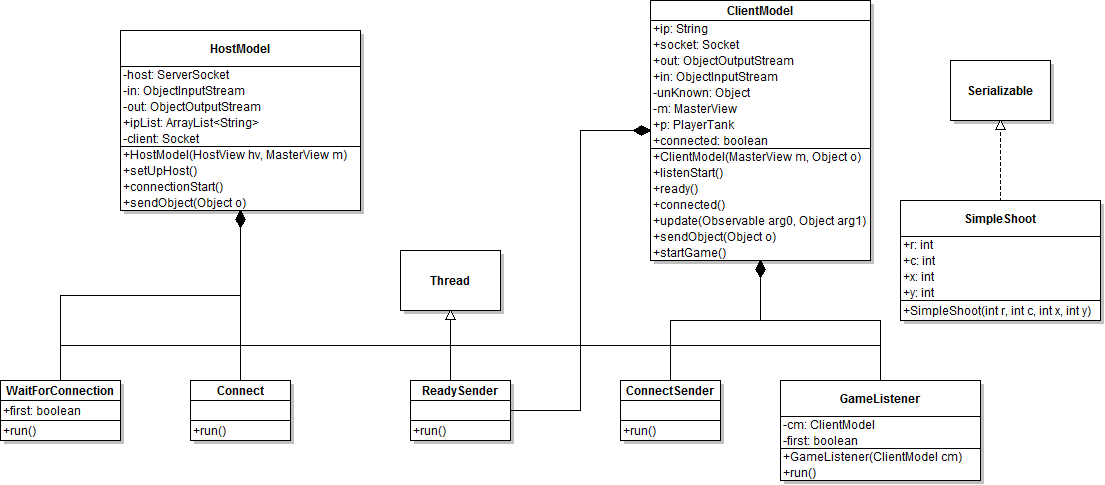 HostModel
-host: ServerSocket
-in: ObjectInputStream
-out: ObjectOutputStream
+ipList: ArrayList<String>
-client: Socket
+HostModel(HostView hv, MasterView m)
+setUpHost()
+connectionStart()
+sendObject(Object o)
ClientModel
+ip: String
+socket: Socket
+out: ObjectOutputStream
+in: ObjectInputStream
-unKnown: Object
-m: MasterView
+p: PlayerTank
+connected: boolean
+ClientModel(MasterView m, Object o)
+listenStart()
+ready()
+connected()
+update(Observable arg0, Object arg1)
+sendObject(Object o)
+startGame()
Serializable
SimpleShoot
+r: int
+c: int
+x: int
+y: int
+SimpleShoot(int r, int c, int x, int y)
Thread
WaitForConnection
+first: boolean
+run()
Connect
+run()
ReadySender
+run()
ConnectSender
+run()
GameListener
-cm: ClientModel
-first: boolean
+GameListener(ClientModel cm)
+run()